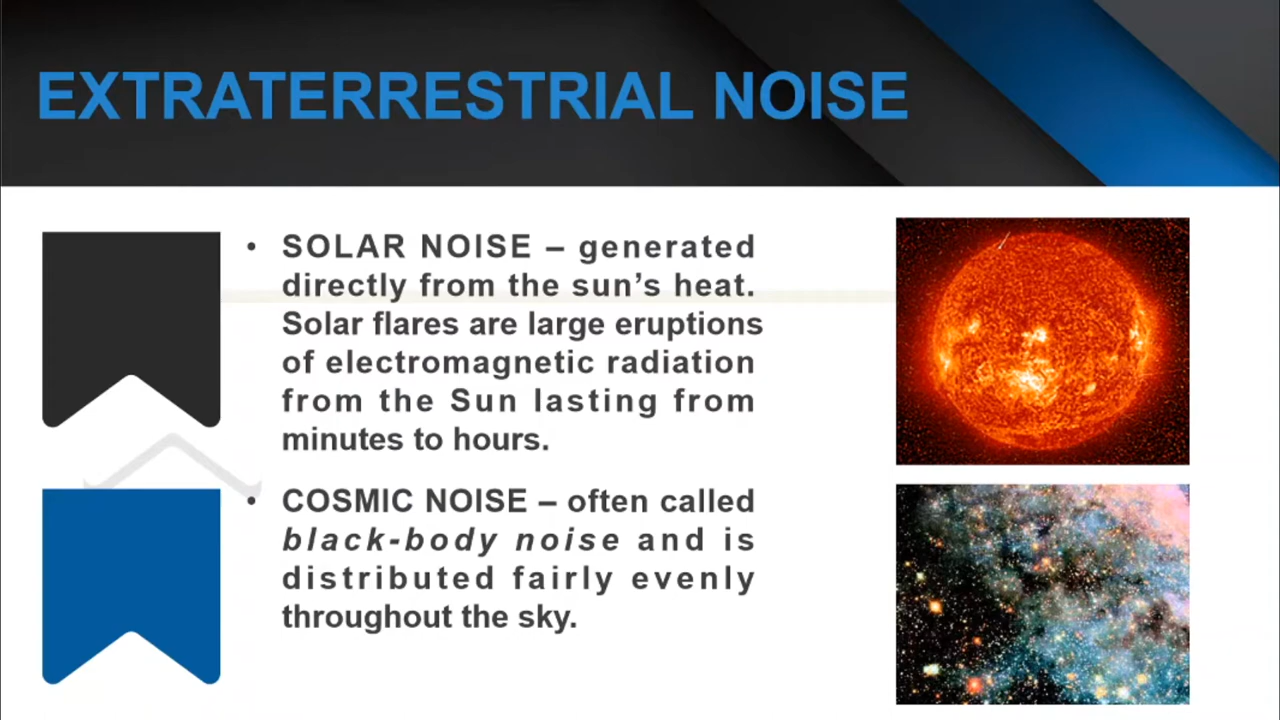 EXTRATERRESTRIAL NOISE
• SOLAR NOISE – generated
directly from the sun’s heat.
Solar flares are large eruptions
of electromagnetic radiation
from the Sun lasting from
minutes to hours.
• COSMIC NOISE – often called
black-body noise and is
distributed fairly evenly
throughout the sky.